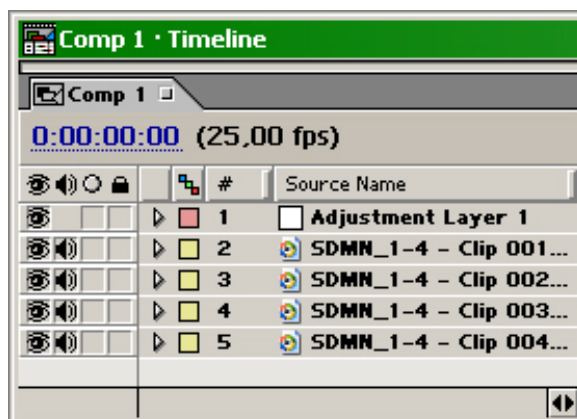 Comp 1 · Timeline
Comp 1
0:00:00:00 (25,00 fps)
# Source Name
1 Adjustment Layer 1
2 SDMN_1-4 - Clip 001...
3 SDMN_1-4 - Clip 002...
4 SDMN_1-4 - Clip 003...
5 SDMN_1-4 - Clip 004...